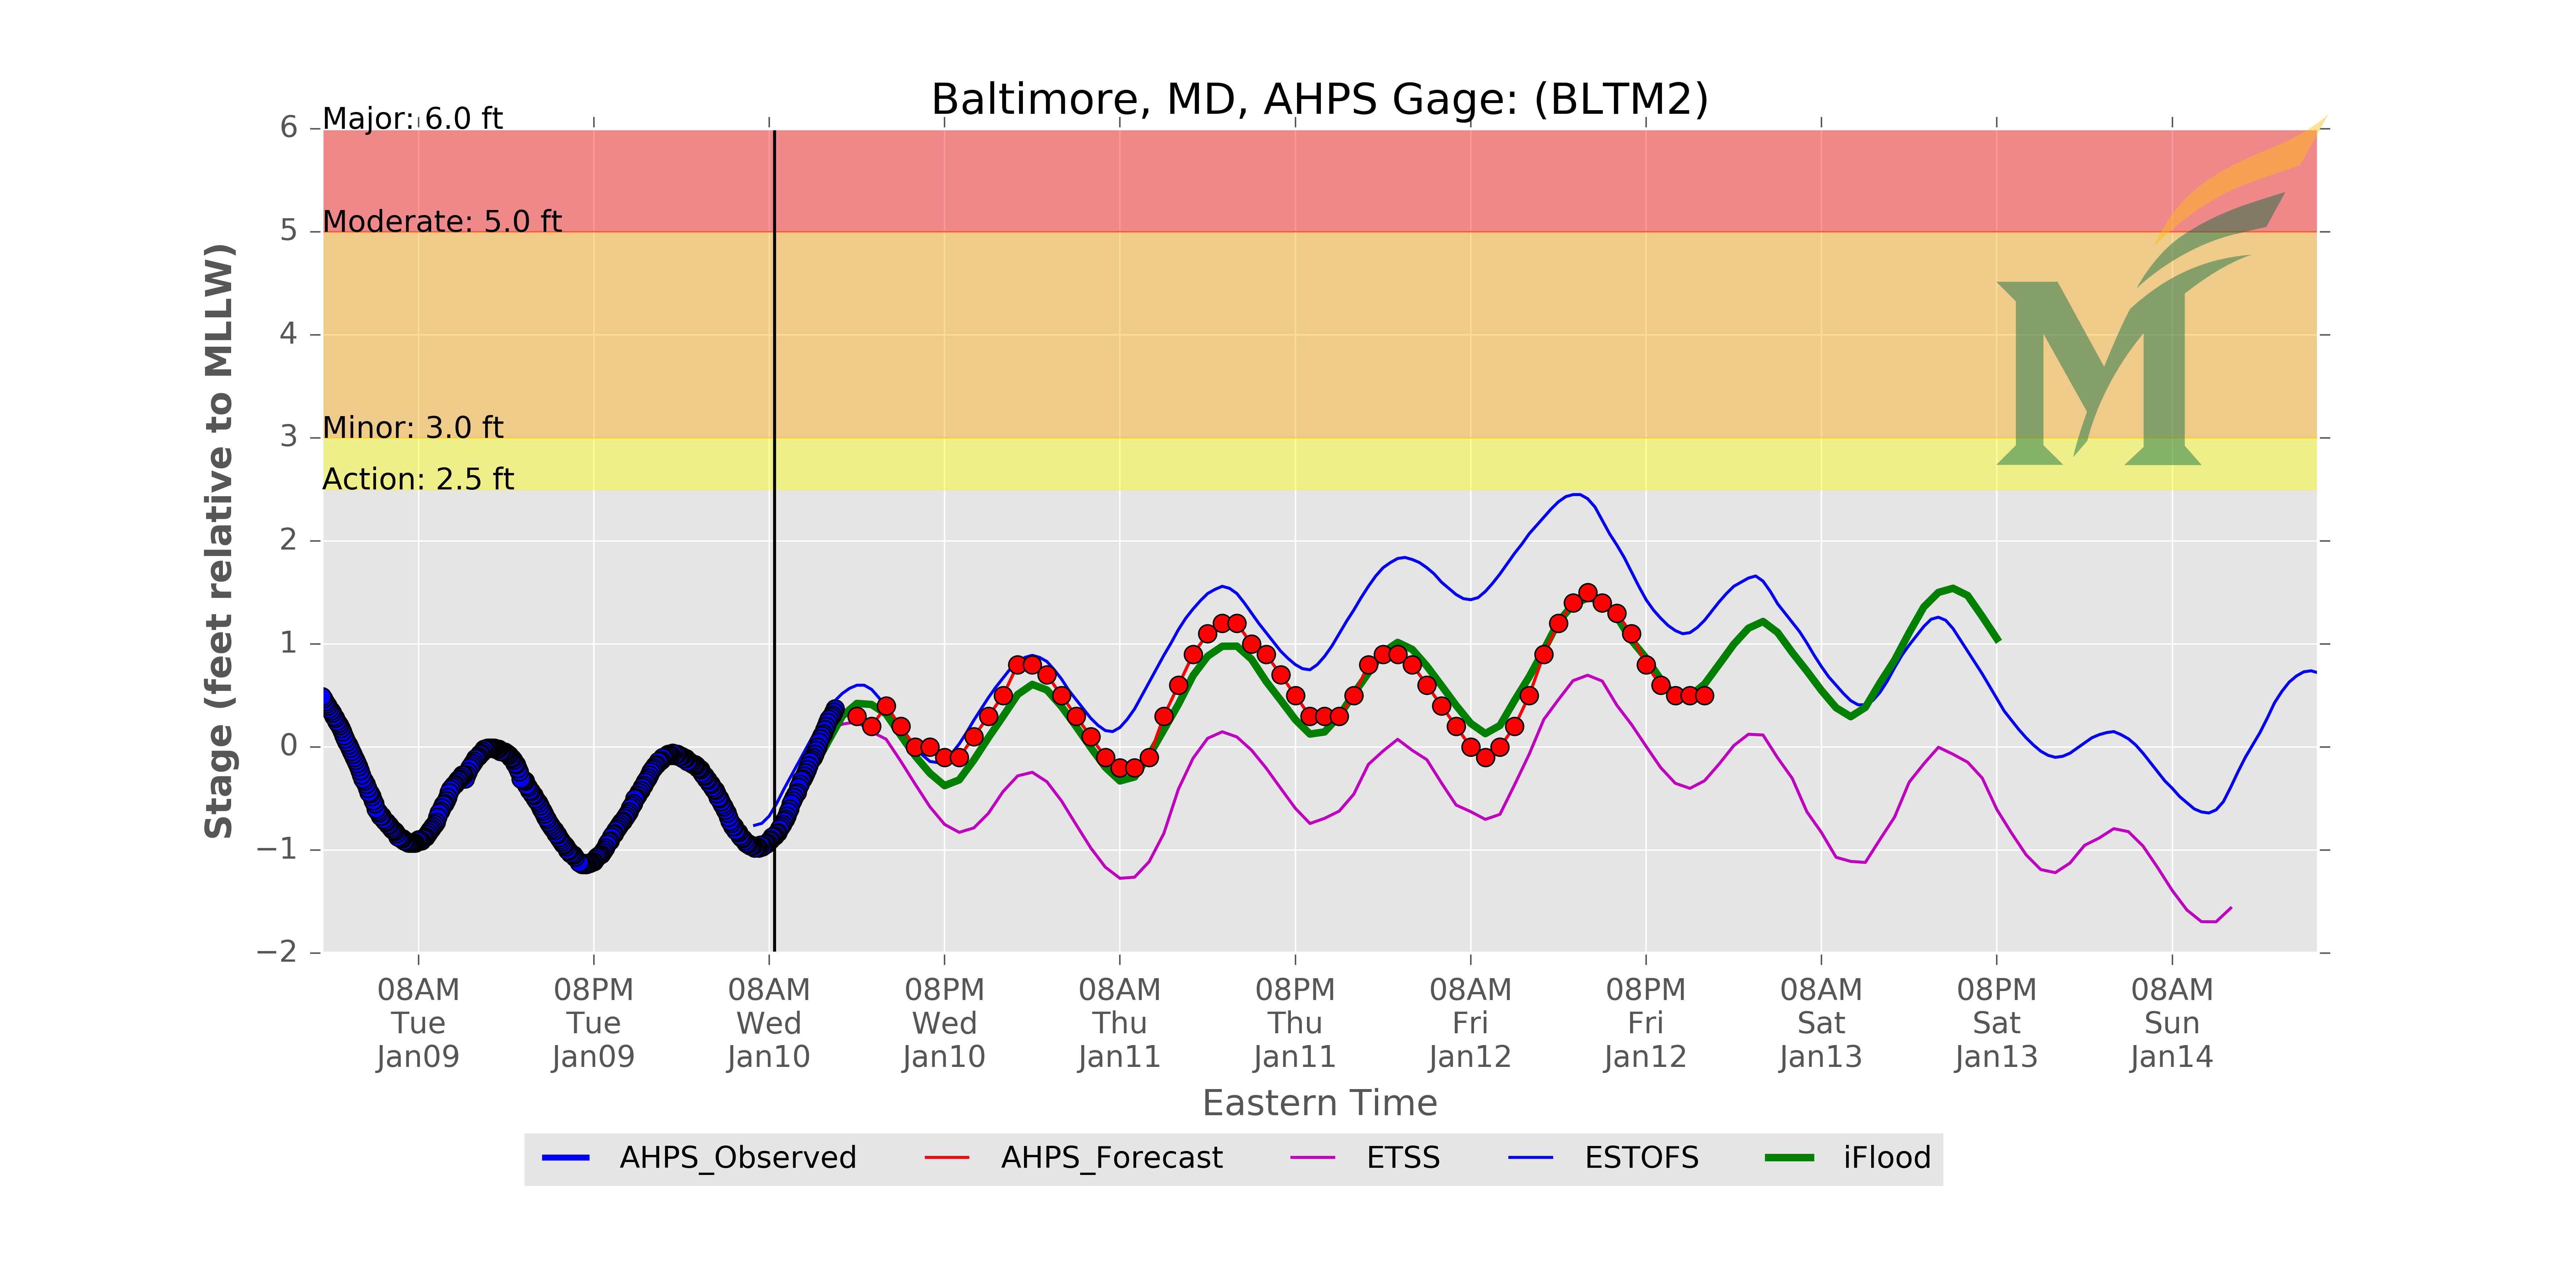 Baltimore, MD, AHPS Gage: (BLTM2)
Major: 6.0 ft
Moderate: 5.0 ft
Minor: 3.0 ft
Action: 2.5 ft
6
5
4
3
2
1
0
−1
−2
Stage (feet relative to MLLW)
08AM 08PM 08AM 08PM 08AM 08PM 08AM 08PM 08AM 08PM 08AM
Tue Tue Wed Wed Thu Thu Fri Fri Sat Sat Sun
Jan09 Jan09 Jan10 Jan10 Jan11 Jan11 Jan12 Jan12 Jan13 Jan13 Jan14
Eastern Time
AHPS_Observed AHPS_Forecast ETSS ESTOFS iFlood
M